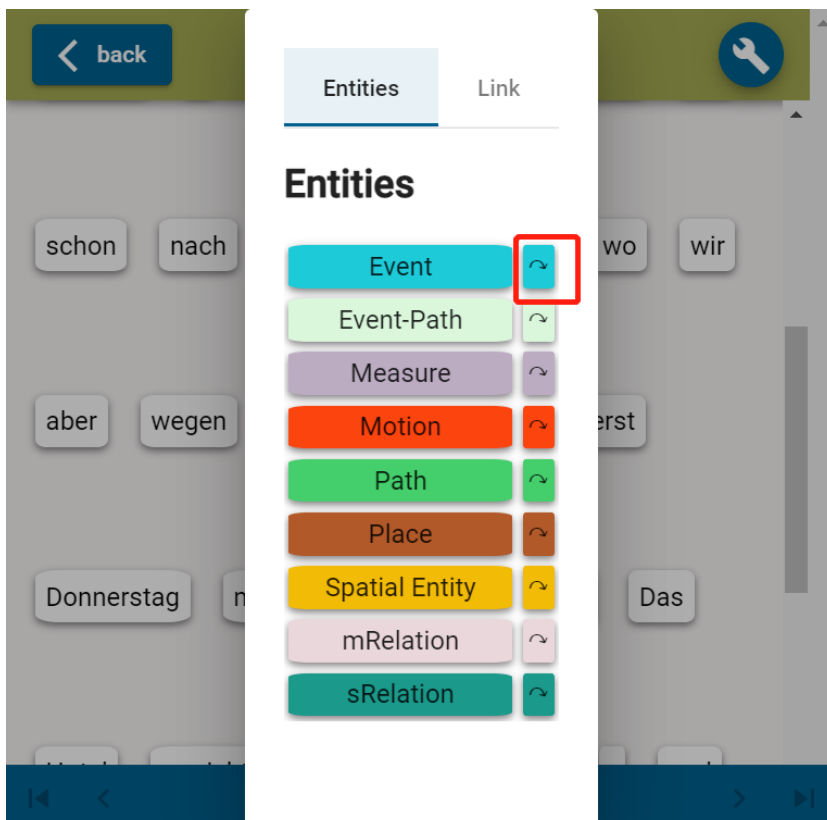 back
Entities Link
Entities
schon nach wo wir
Event
Event-Path
Measure
aber wegen
Motion
Path
Place
Donnerstag Das
Spatial Entity
mRelation
sRelation